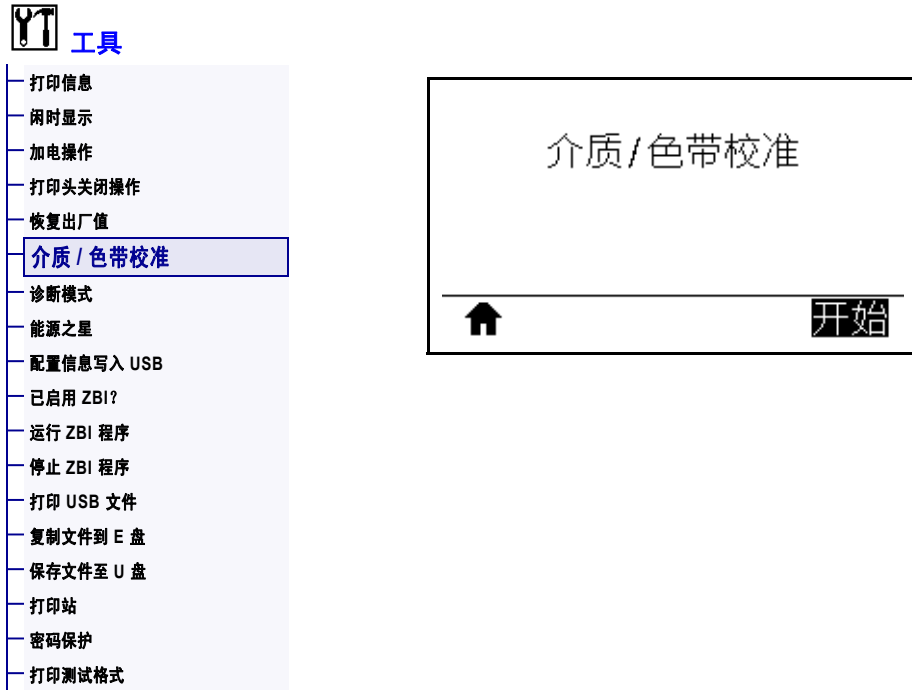 工具
打印信息
闲时显示
加电操作
打印头关闭操作
恢复出厂值
介质 / 色带校准
诊断模式
能源之星
配置信息写入 USB
已启用 ZBI?
运行 ZBI 程序
停止 ZBI 程序
打印 USB 文件
复制文件到 E 盘
保存文件至 U 盘
打印站
密码保护
打印测试格式
介质/色带校准
开始